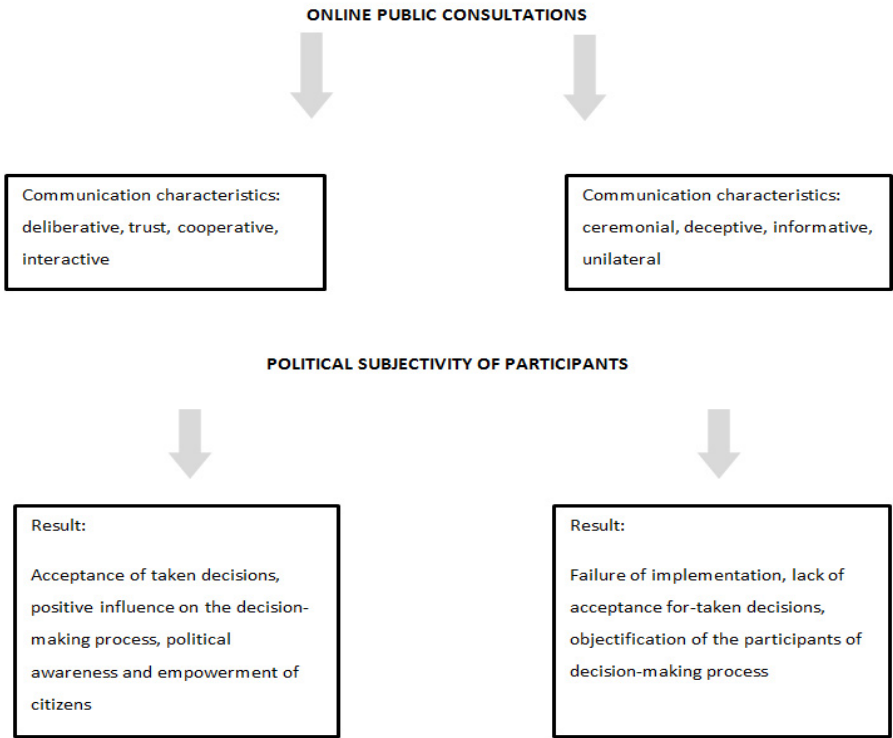 ONLINE PUBLIC CONSULTATIONS
Communication characteristics:
deliberative, trust, cooperative,
interactive
Communication characteristics:
ceremonial, deceptive, informative,
unilateral
POLITICAL SUBJECTIVITY OF PARTICIPANTS
Result:
Acceptance of taken decisions,
positive influence on the decision-
making process, political
awareness and empowerment of
citizens
Result:
Failure of implementation, lack of
acceptance for-taken decisions,
objectification of the participants of
decision-making process